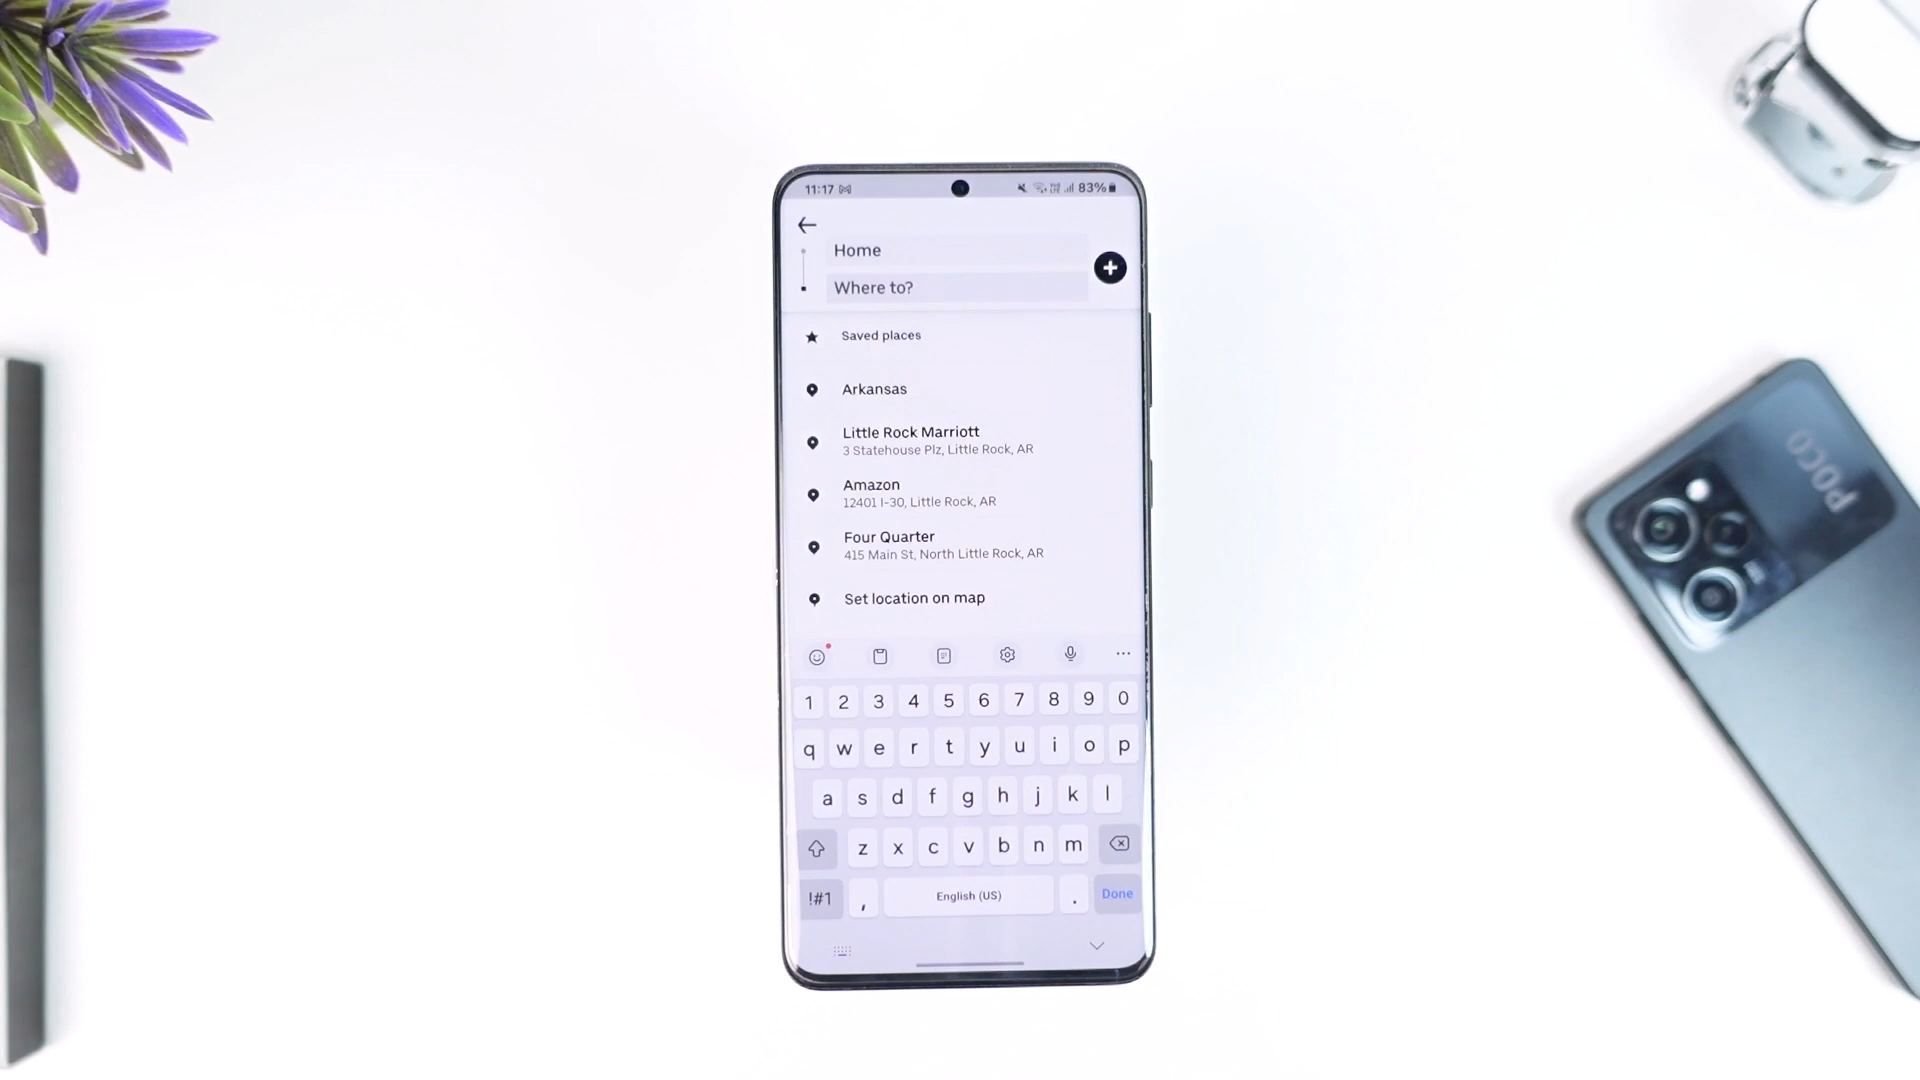 11:17 83%
Home
Where to?
Saved places
Arkansas
Little Rock Marriott
3 Statehouse Plz, Little Rock, AR
Amazon
12401 I-30, Little Rock, AR
Four Quarter
415 Main St, North Little Rock, AR
Set location on map
1 2 3 4 5 6 7 8 9 0
q w e r t y u i o p
a s d f g h j k l
z x c v b n m
!#1 , English (US) . Done
POCO